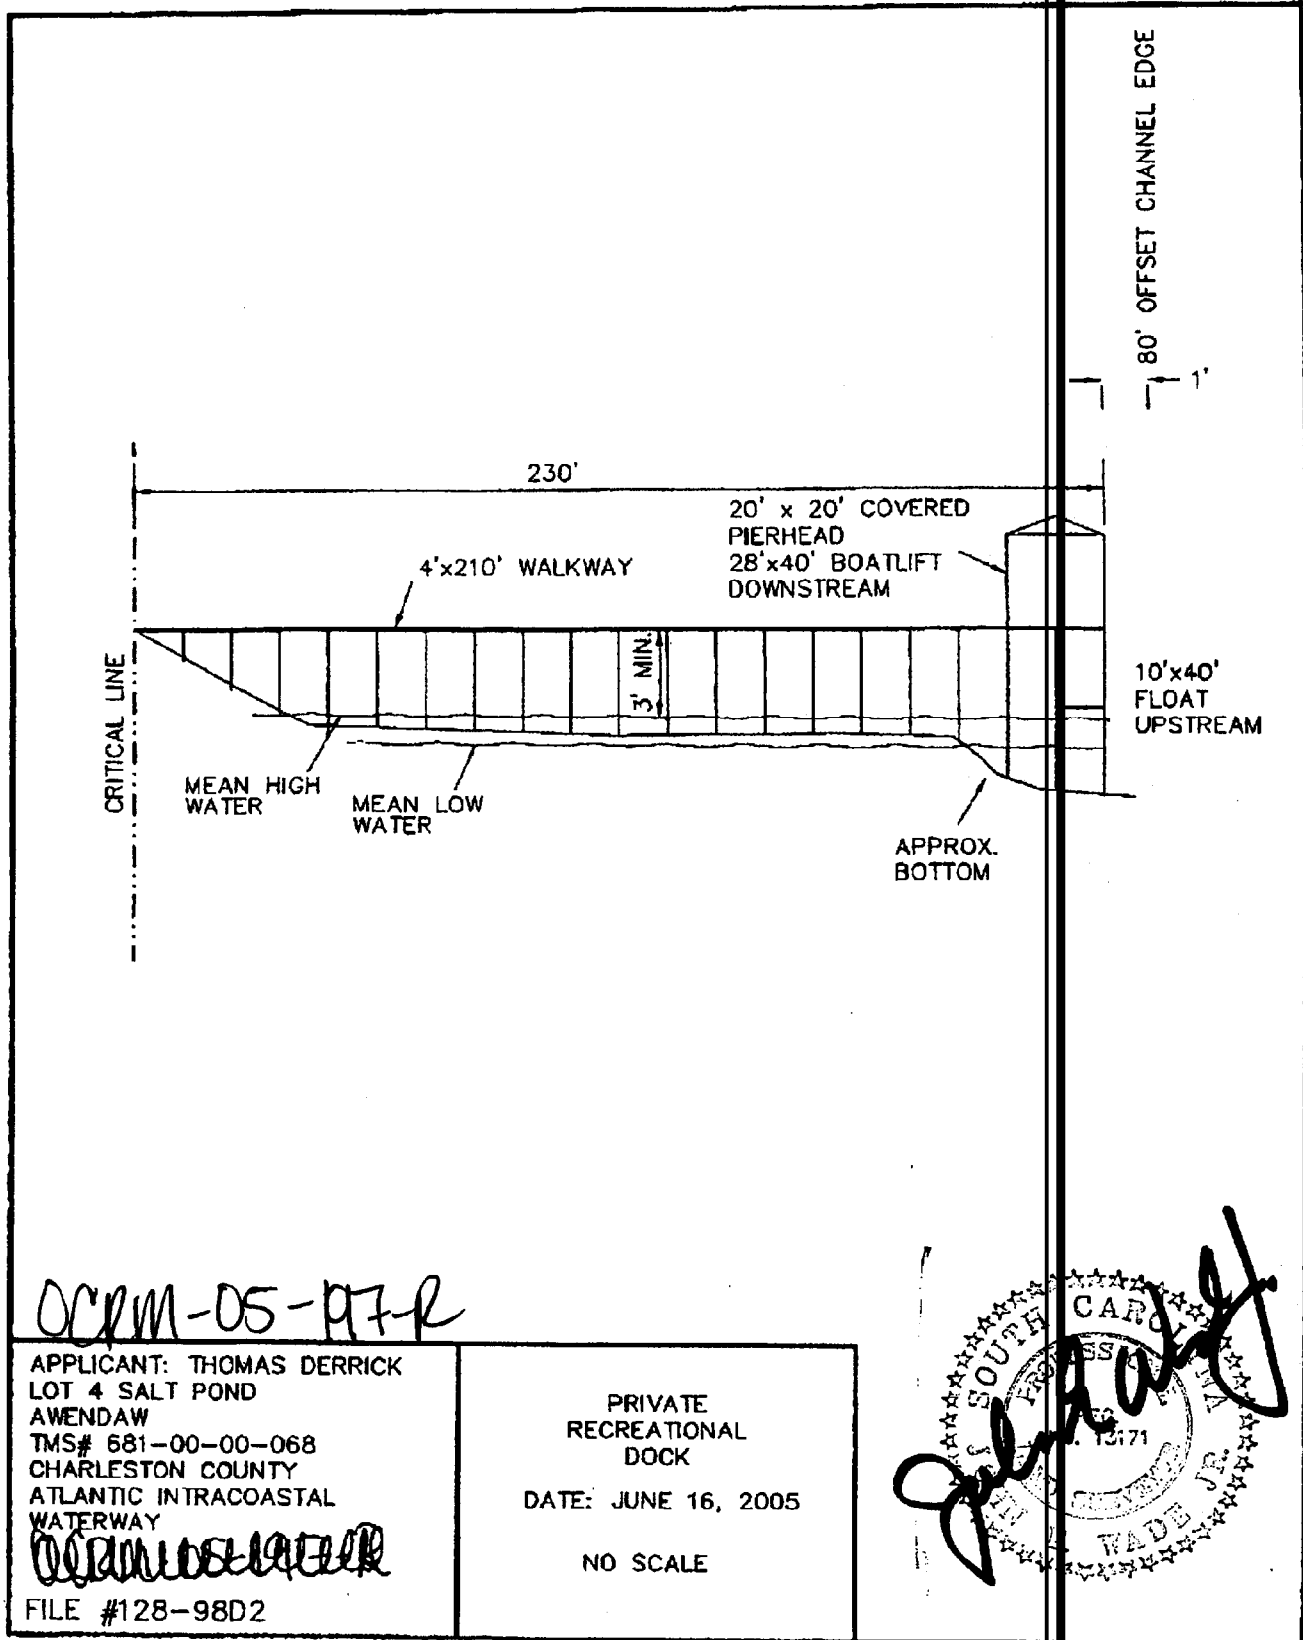 80' OFFSET CHANNEL EDGE
1'
230'
20' x 20' COVERED
PIERHEAD
28'x40' BOATLIFT
DOWNSTREAM
4'x210' WALKWAY
3' MIN.
CRITICAL LINE
10'x40'
FLOAT
UPSTREAM
MEAN HIGH
WATER
MEAN LOW
WATER
APPROX.
BOTTOM
OCRM-05-197-R
APPLICANT: THOMAS DERRICK
LOT 4 SALT POND
AWENDAW
TMS# 681-00-00-068
CHARLESTON COUNTY
ATLANTIC INTRACOASTAL
WATERWAY
FILE #128-98D2
PRIVATE
RECREATIONAL
DOCK
DATE: JUNE 16, 2005
NO SCALE
SOUTH CAROLINA
13171
WADE JR.